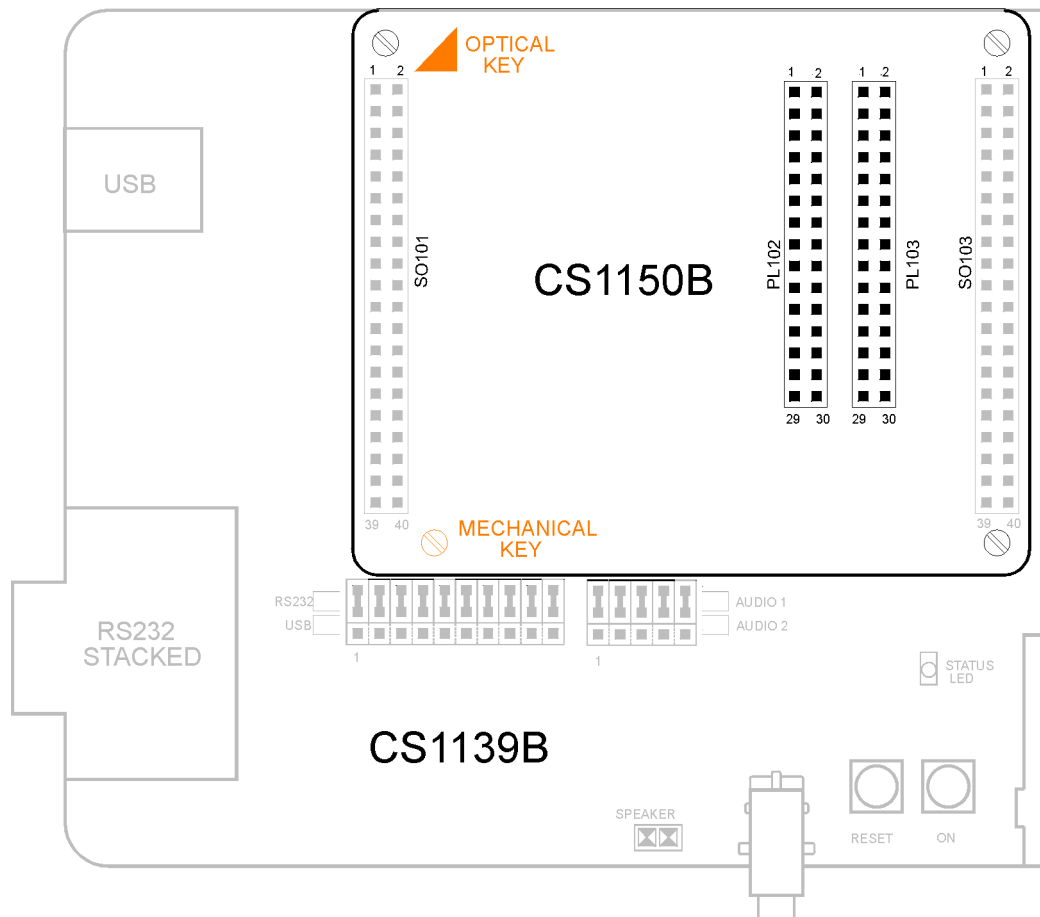 OPTICAL
KEY
1 2
1 2
1 2
1 2
USB
SO101
CS1150B
PL102
PL103
SO103
29 30
29 30
39 40
39 40
MECHANICAL
KEY
RS232
USB
1
AUDIO 1
AUDIO 2
1
RS232
STACKED
STATUS
LED
CS1139B
SPEAKER
RESET
ON